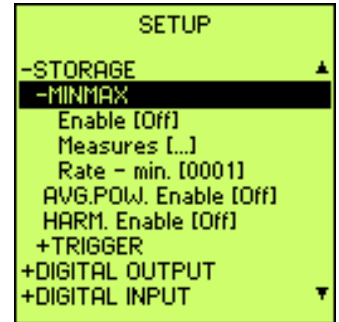 SETUP
-STORAGE
-MINMAX
Enable [Off]
Measures [...]
Rate - min. [0001]
AVG.POW. Enable [Off]
HARM. Enable [Off]
+TRIGGER
+DIGITAL OUTPUT
+DIGITAL INPUT